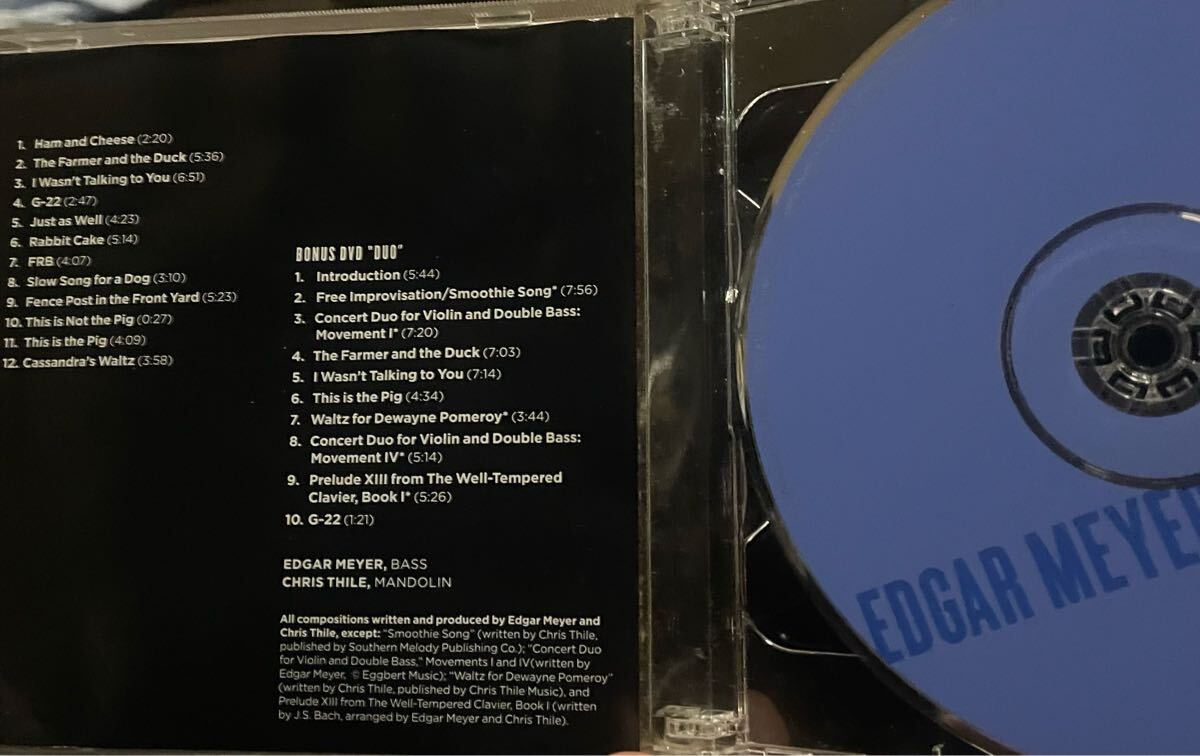 1. Ham and Cheese (2:20)
2. The Farmer and the Duck (5:36)
3. I Wasn't Talking to You (6:51)
4. G-22 (2:47)
5. Just as Well (4:23)
6. Rabbit Cake (5:14)
7. FRB (4:07)
8. Slow Song for a Dog (3:10)
9. Fence Post in the Front Yard (5:23)
10. This is Not the Pig (0:27)
11. This is the Pig (4:09)
12. Cassandra's Waltz (3:58)
BONUS DVD "DUO"
1. Introduction (5:44)
2. Free Improvisation/Smoothie Song* (7:56)
3. Concert Duo for Violin and Double Bass:
Movement I* (7:20)
4. The Farmer and the Duck (7:03)
5. I Wasn't Talking to You (7:14)
6. This is the Pig (4:34)
7. Waltz for Dewayne Pomeroy* (3:44)
8. Concert Duo for Violin and Double Bass:
Movement IV* (5:14)
9. Prelude XIII from The Well-Tempered
Clavier, Book I* (5:26)
10. G-22 (1:21)
EDGAR MEYER, BASS
CHRIS THILE, MANDOLIN
All compositions written and produced by Edgar Meyer and
Chris Thile, except: "Smoothie Song" (written by Chris Thile,
published by Southern Melody Publishing Co.); "Concert Duo
for Violin and Double Bass," Movements I and IV(written by
Edgar Meyer, © Eggbert Music); "Waltz for Dewayne Pomeroy"
(written by Chris Thile, published by Chris Thile Music), and
Prelude XIII from The Well-Tempered Clavier, Book I (written
by J.S. Bach, arranged by Edgar Meyer and Chris Thile).
EDGAR MEYE